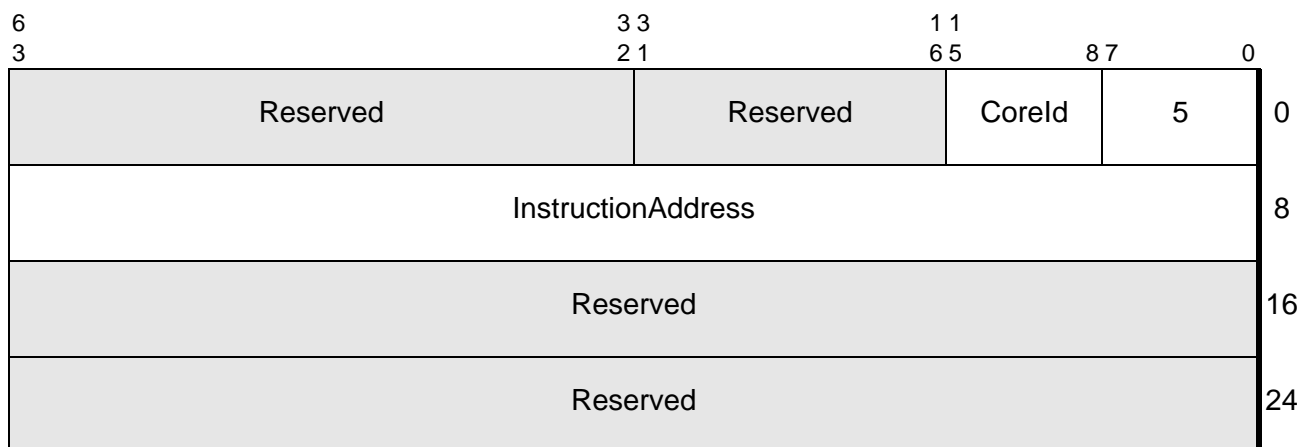 6 3 3 1 1
3 2 1 6 5 8 7 0
Reserved Reserved CoreId 5 0
InstructionAddress 8
Reserved 16
Reserved 24